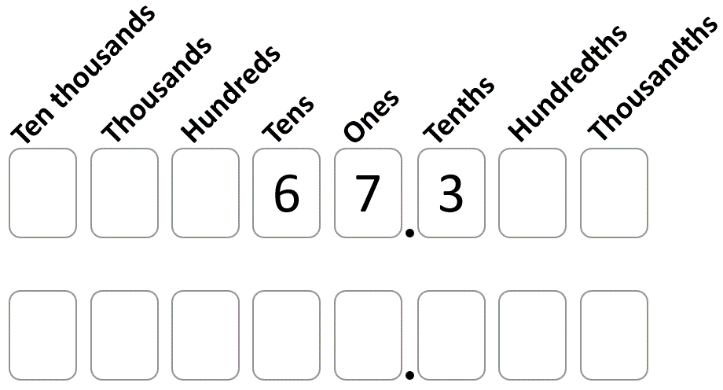 Ten thousands
Thousands
Hundreds
Tens
Ones
Tenths
Hundredths
Thousandths
6 7 . 3
.